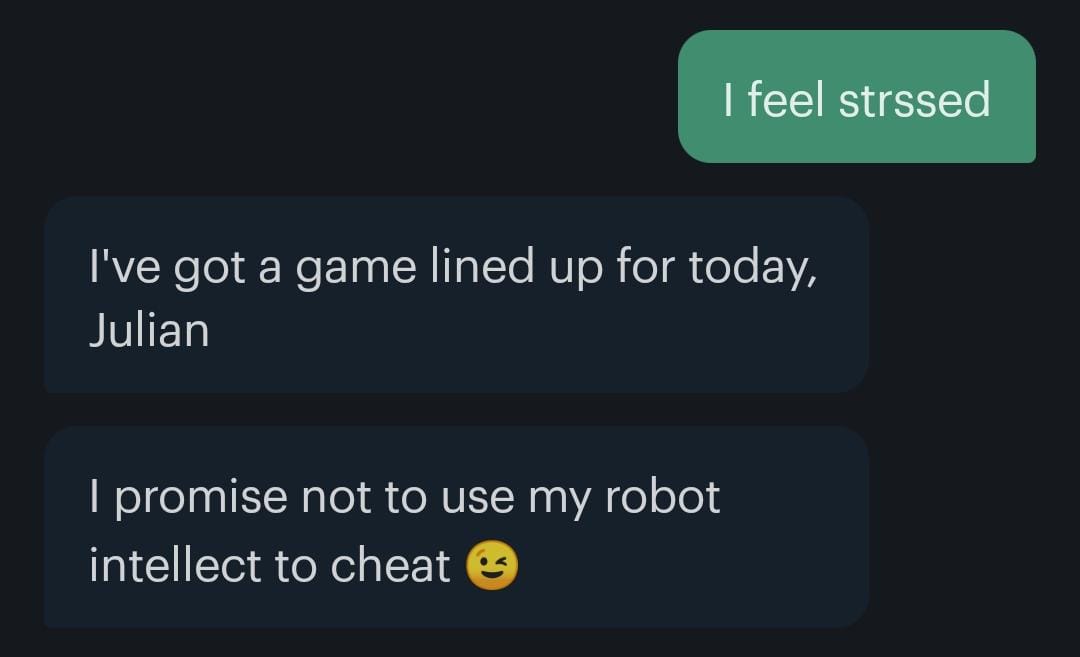 I feel strssed
I've got a game lined up for today,
Julian
I promise not to use my robot
intellect to cheat 😉